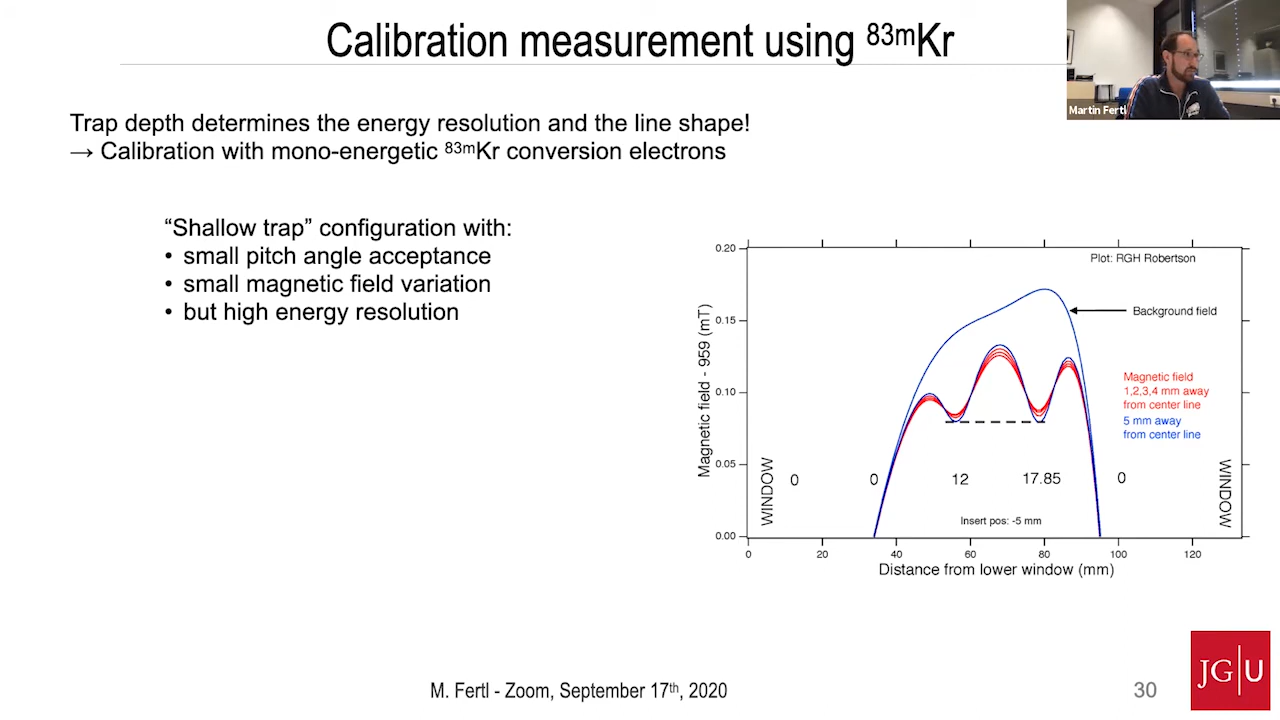 Calibration measurement using ⁸³ᵐKr
Martin Fertl
Trap depth determines the energy resolution and the line shape!
→ Calibration with mono-energetic ⁸³ᵐKr conversion electrons
“Shallow trap” configuration with:
• small pitch angle acceptance
• small magnetic field variation
• but high energy resolution
Plot: RGH Robertson
Background field
Magnetic field
1,2,3,4 mm away
from center line
5 mm away
from center line
Magnetic field - 959 (mT)
0.20
0.15
0.10
0.05
0.00
WINDOW
0
0
12
17.85
0
WINDOW
Insert pos: -5 mm
0
20
40
60
80
100
120
Distance from lower window (mm)
M. Fertl - Zoom, September 17ᵗʰ, 2020
30
JG|U